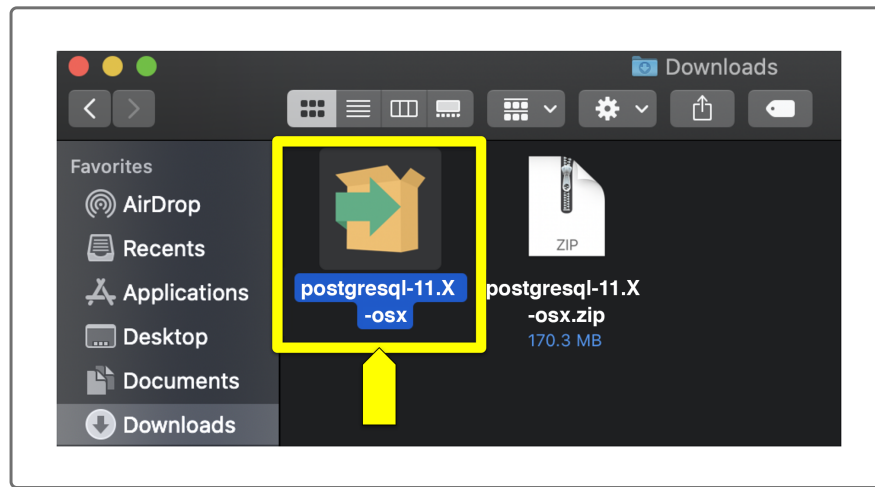 Downloads
Favorites
AirDrop
Recents
Applications
Desktop
Documents
Downloads
postgresql-11.X
-osx
ZIP
postgresql-11.X
-osx.zip
170.3 MB